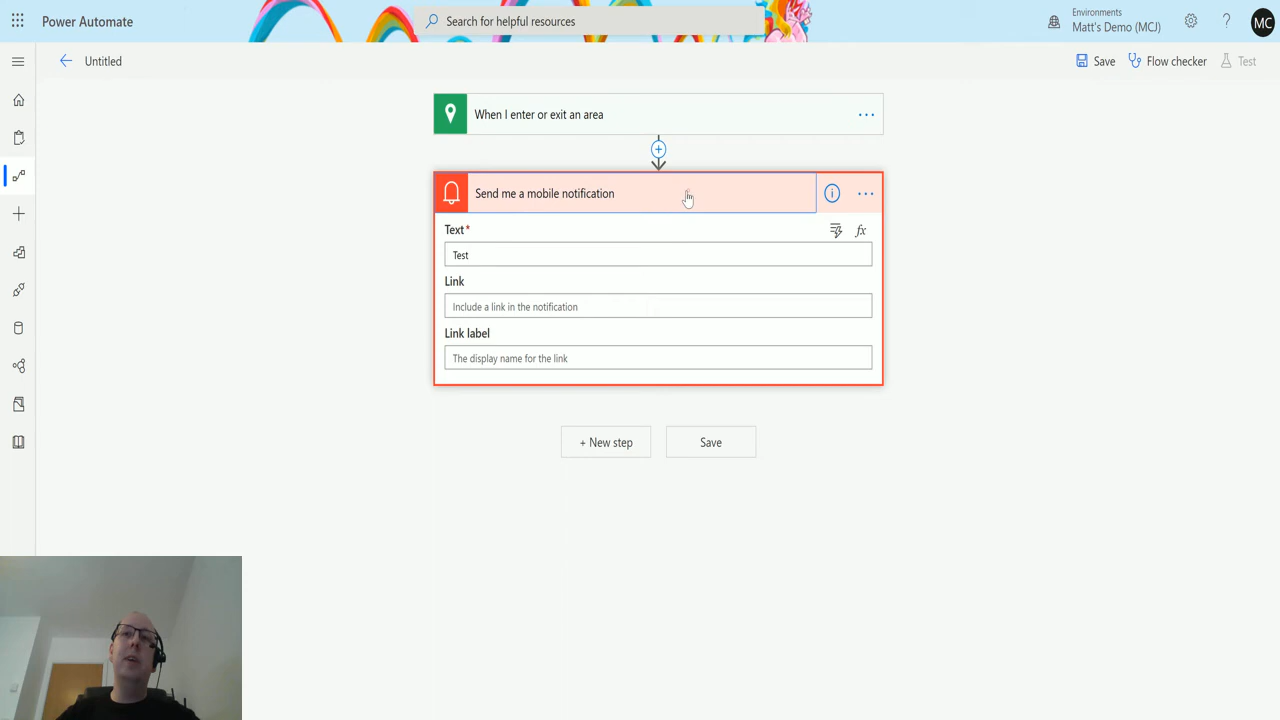 Power Automate
Search for helpful resources
Environments
Matt's Demo (MCJ)
?
MC
Untitled
Save
Flow checker
Test
When I enter or exit an area
...
Send me a mobile notification
...
Text*
fx
Test
Link
Include a link in the notification
Link label
The display name for the link
+ New step
Save